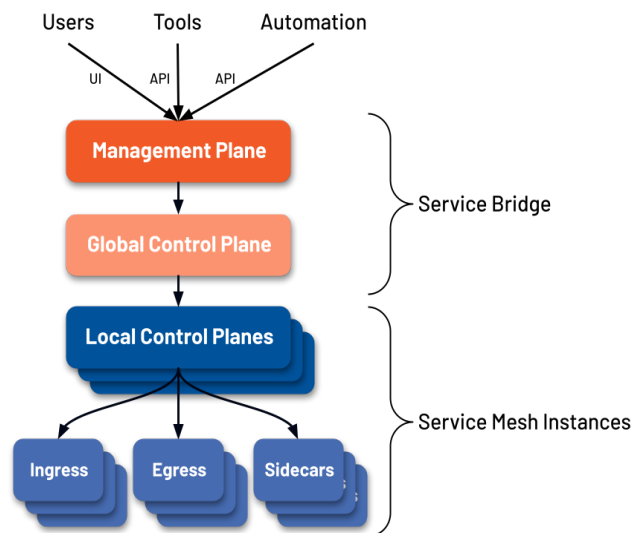 Users
Tools
Automation
UI
API
API
Management Plane
Service Bridge
Global Control Plane
Local Control Planes
Service Mesh Instances
Ingress
Egress
Sidecars